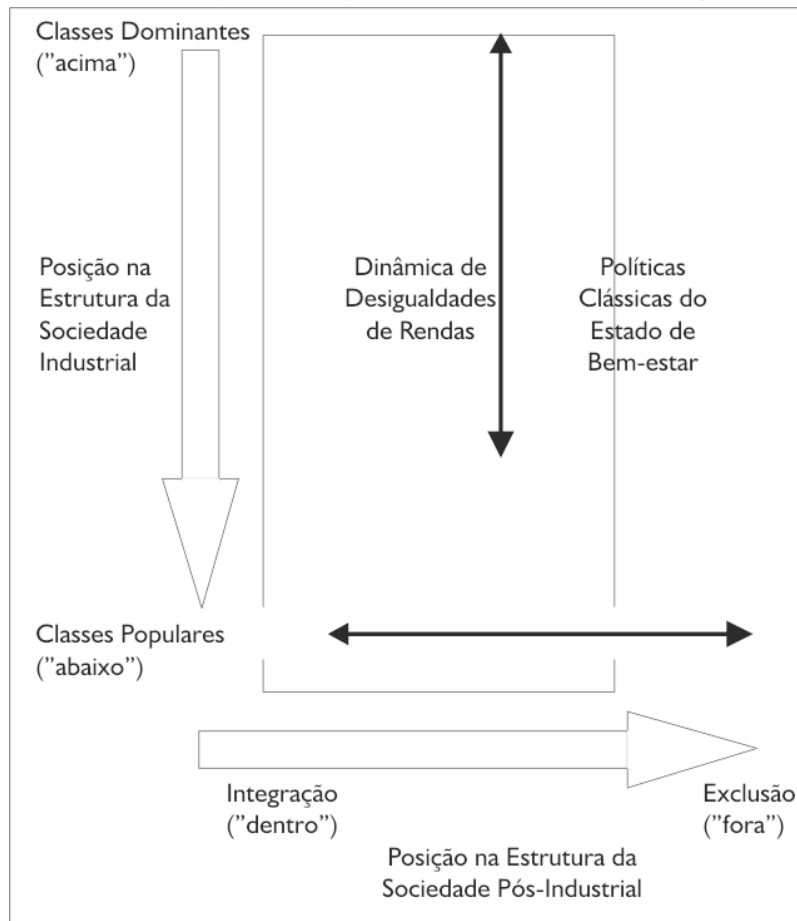 Classes Dominantes
("acima")
Posição na
Estrutura da
Sociedade
Industrial
Dinâmica de
Desigualdades
de Rendas
Políticas
Clássicas do
Estado de
Bem-estar
Classes Populares
("abaixo")
Integração
("dentro")
Exclusão
("fora")
Posição na Estrutura da
Sociedade Pós-Industrial